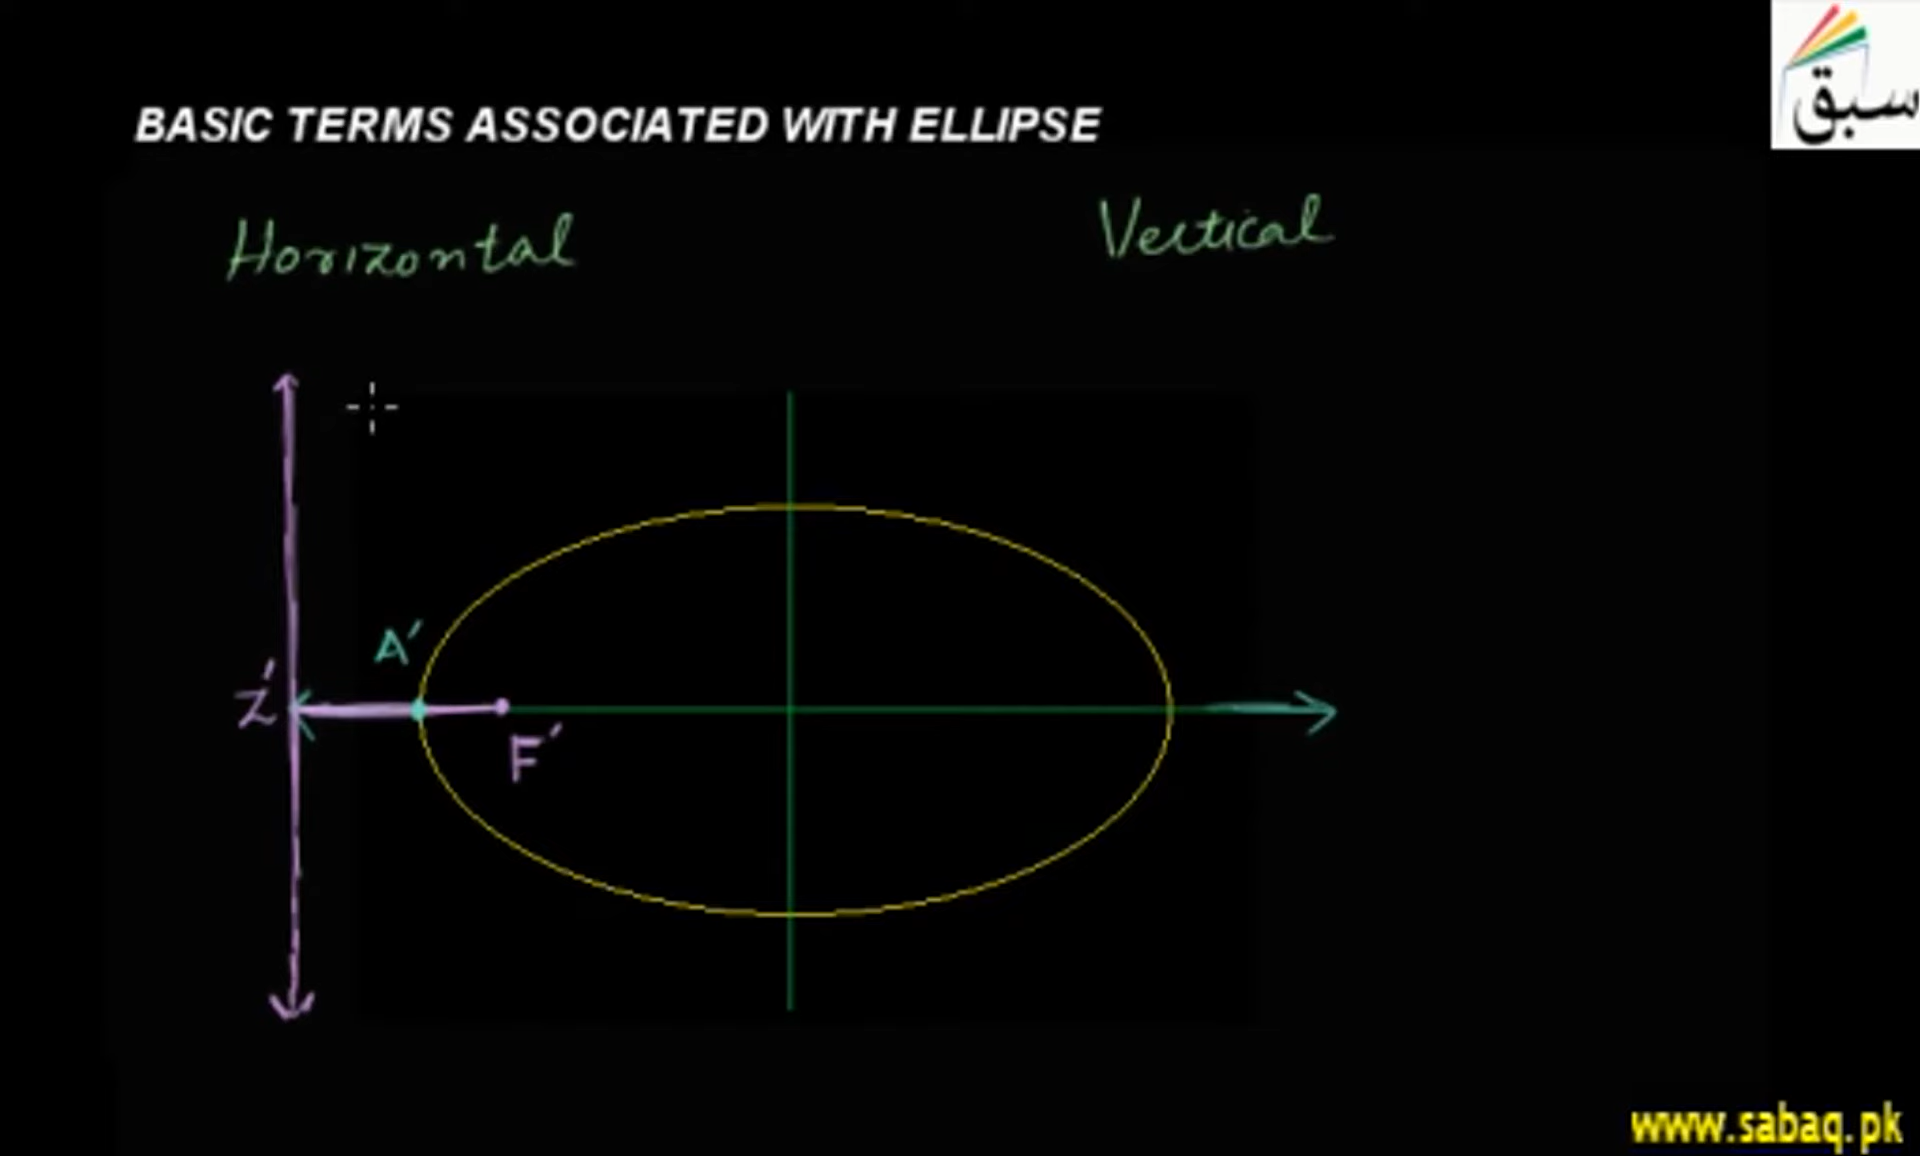 سبق
BASIC TERMS ASSOCIATED WITH ELLIPSE
Horizontal
Vertical
A′
Z′
F′
www.sabaq.pk